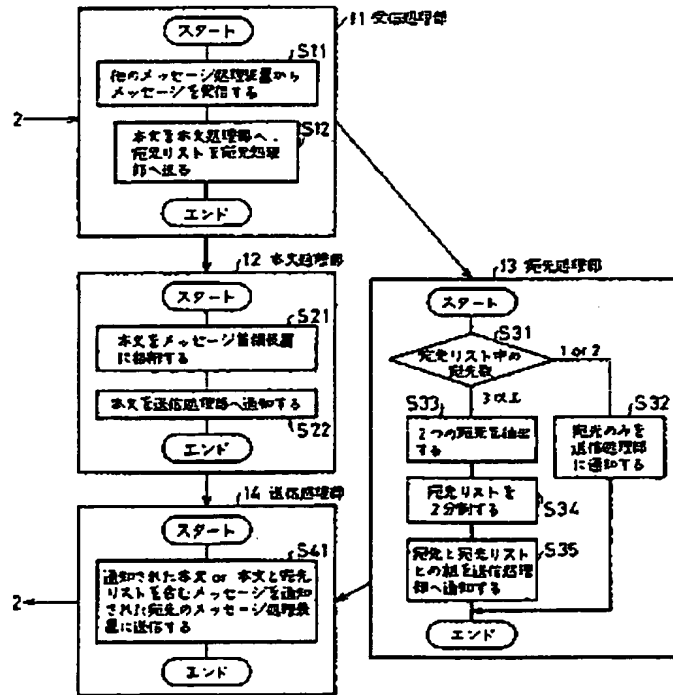 11 受信処理部
スタート
S11
他のメッセージ処理装置から
メッセージを受信する
2
S12
本文を本文処理部へ、
宛先リストを宛先処理
部へ送る
エンド
12 本文処理部
スタート
S21
本文をメッセージ蓄積装置
に格納する
本文を送信処理部へ通知する
S22
エンド
13 宛先処理部
スタート
S31
宛先リスト中の
宛先数
1 or 2
3以上
S33
2つの宛先を抽出
する
S32
宛先のみを
送信処理部
に通知する
宛先リストを
2分割する
S34
S35
宛先と宛先リスト
との組を送信処理
部へ通知する
エンド
14 送信処理部
スタート
S41
通知された本文 or 本文と宛先
リストを含むメッセージを通知
された宛先のメッセージ処理装
置に送信する
2
エンド